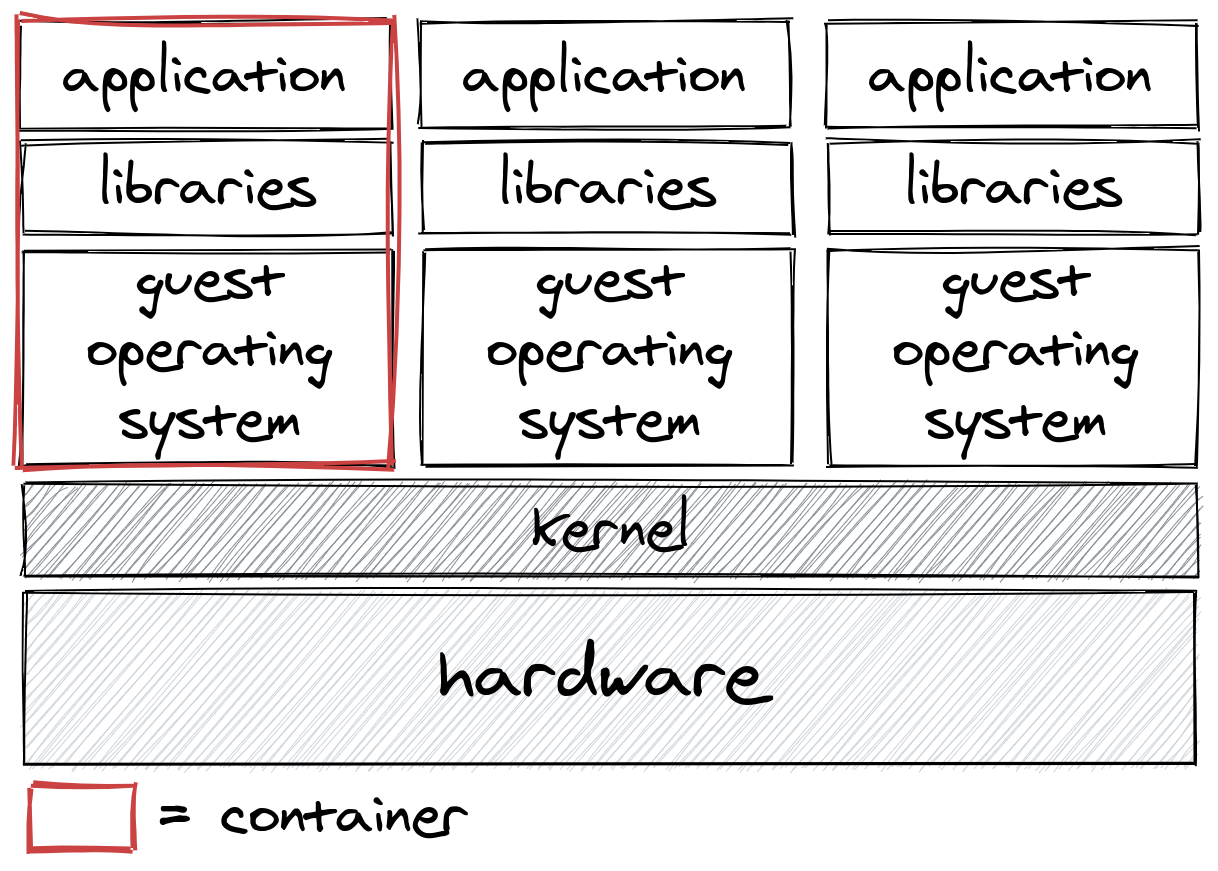 application
application
application
libraries
libraries
libraries
guest
operating
system
guest
operating
system
guest
operating
system
kernel
hardware
= container